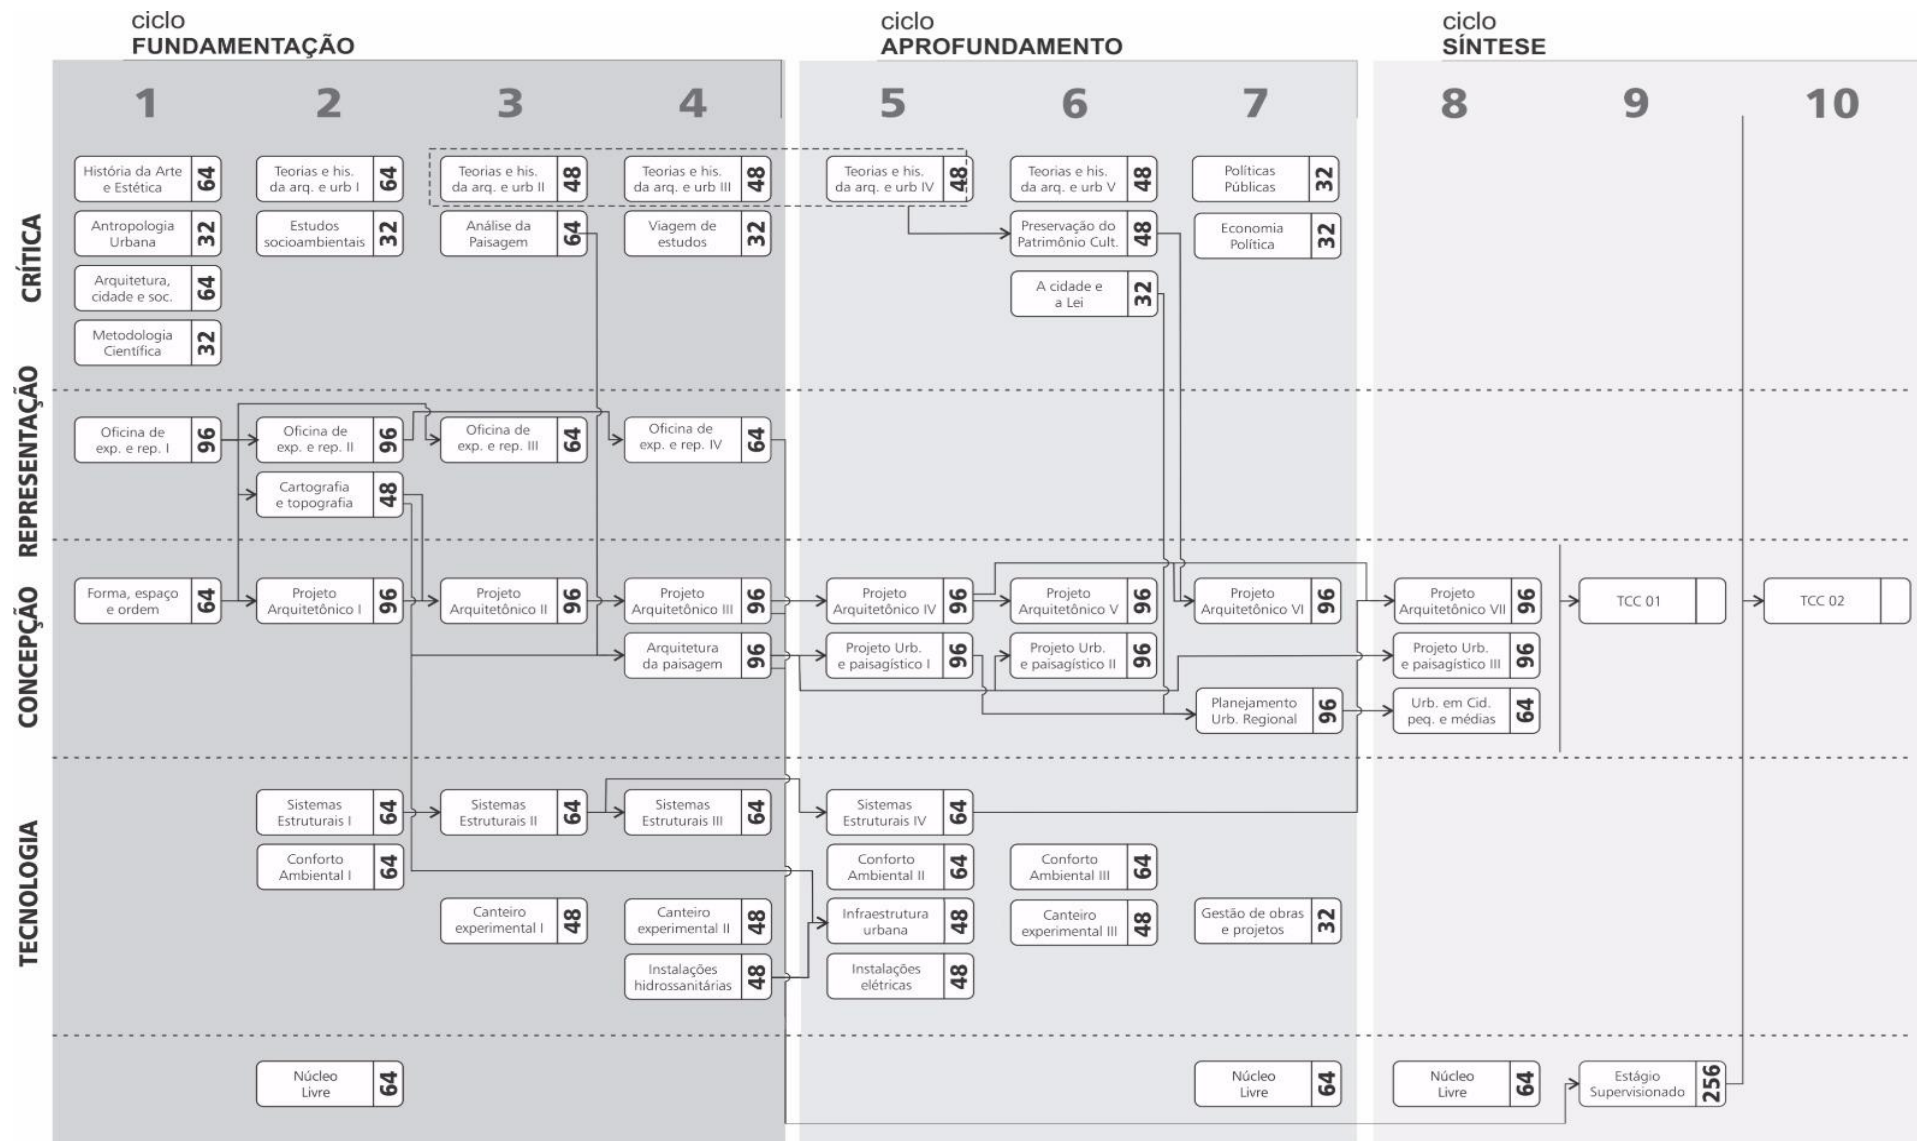 ciclo
FUNDAMENTAÇÃO
ciclo
APROFUNDAMENTO
ciclo
SÍNTESE
1
2
3
4
5
6
7
8
9
10
CRÍTICA
História da Arte
e Estética
64
Teorias e his.
da arq. e urb I
64
Teorias e his.
da arq. e urb II
48
Teorias e his.
da arq. e urb III
48
Teorias e his.
da arq. e urb IV
48
Teorias e his.
da arq. e urb V
48
Políticas
Públicas
32
Antropologia
Urbana
32
Estudos
socioambientais
32
Análise da
Paisagem
64
Viagem de
estudos
32
Preservação do
Patrimônio Cult.
48
Economia
Política
32
Arquitetura,
cidade e soc.
64
A cidade e
a Lei
32
Metodologia
Científica
32
REPRESENTAÇÃO
Oficina de
exp. e rep. I
96
Oficina de
exp. e rep. II
96
Oficina de
exp. e rep. III
64
Oficina de
exp. e rep. IV
64
Cartografia
e topografia
48
CONCEPÇÃO
Forma, espaço
e ordem
64
Projeto
Arquitetônico I
96
Projeto
Arquitetônico II
96
Projeto
Arquitetônico III
96
Projeto
Arquitetônico IV
96
Projeto
Arquitetônico V
96
Projeto
Arquitetônico VI
96
Projeto
Arquitetônico VII
96
TCC 01
TCC 02
Arquitetura
da paisagem
96
Projeto Urb.
e paisagístico I
96
Projeto Urb.
e paisagístico II
96
Projeto Urb.
e paisagístico III
96
Planejamento
Urb. Regional
96
Urb. em Cid.
peq. e médias
64
TECNOLOGIA
Sistemas
Estruturais I
64
Sistemas
Estruturais II
64
Sistemas
Estruturais III
64
Sistemas
Estruturais IV
64
Conforto
Ambiental I
64
Conforto
Ambiental II
64
Conforto
Ambiental III
64
Canteiro
experimental I
48
Canteiro
experimental II
48
Infraestrutura
urbana
48
Canteiro
experimental III
48
Gestão de obras
e projetos
32
Instalações
hidrossanitárias
48
Instalações
elétricas
48
Núcleo
Livre
64
Núcleo
Livre
64
Núcleo
Livre
64
Estágio
Supervisionado
256